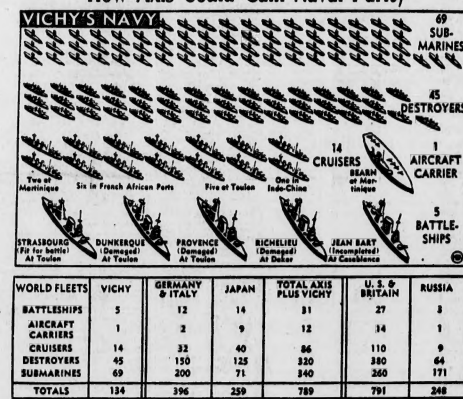 How Axis Could Gain Naval Parity
VICHY'S NAVY
69
SUB-
MARINES
45
DESTROYERS
14
CRUISERS
1
AIRCRAFT
CARRIER
Two at
Martinique
Six in French African Ports
Five at Toulon
One in
Indo-China
BEARN
at Mar-
tinique
5
BATTLE-
SHIPS
STRASBOURG
(Fit for battle)
At Toulon
DUNKERQUE
(Damaged)
At Toulon
PROVENCE
(Damaged)
At Toulon
RICHELIEU
(Damaged)
At Dakar
JEAN BART
(Incompleted)
At Casablanca
WORLD FLEETS VICHY GERMANY & ITALY JAPAN TOTAL AXIS PLUS VICHY U. S. & BRITAIN RUSSIA
BATTLESHIPS 5 12 14 31 27 3
AIRCRAFT CARRIERS 1 2 9 12 14 1
CRUISERS 14 32 40 86 110 9
DESTROYERS 45 150 125 320 380 64
SUBMARINES 69 200 71 340 260 171
TOTALS 134 396 259 789 791 248